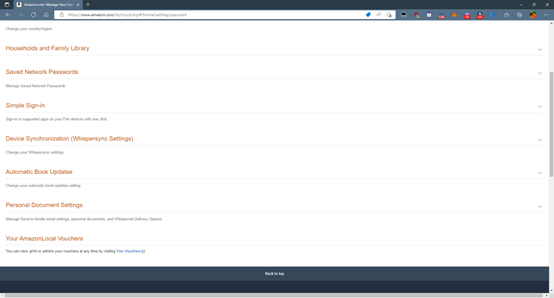 Amazon.com: Manage Your Con
https://www.amazon.com/hz/mycd/myx#/home/settings/payment
Change your country/region
Households and Family Library
Saved Network Passwords
Manage Saved Network Passwords
Simple Sign-in
Sign-in to supported apps on your Fire devices with one click
Device Synchronization (Whispersync Settings)
Change your Whispersync settings
Automatic Book Updates
Change your automatic book updates setting
Personal Document Settings
Manage Send-to-Kindle email settings, personal documents, and Whispernet Delivery Options
Your AmazonLocal Vouchers
You can view, print or redeem your vouchers at any time by visiting Your Vouchers
Back to top